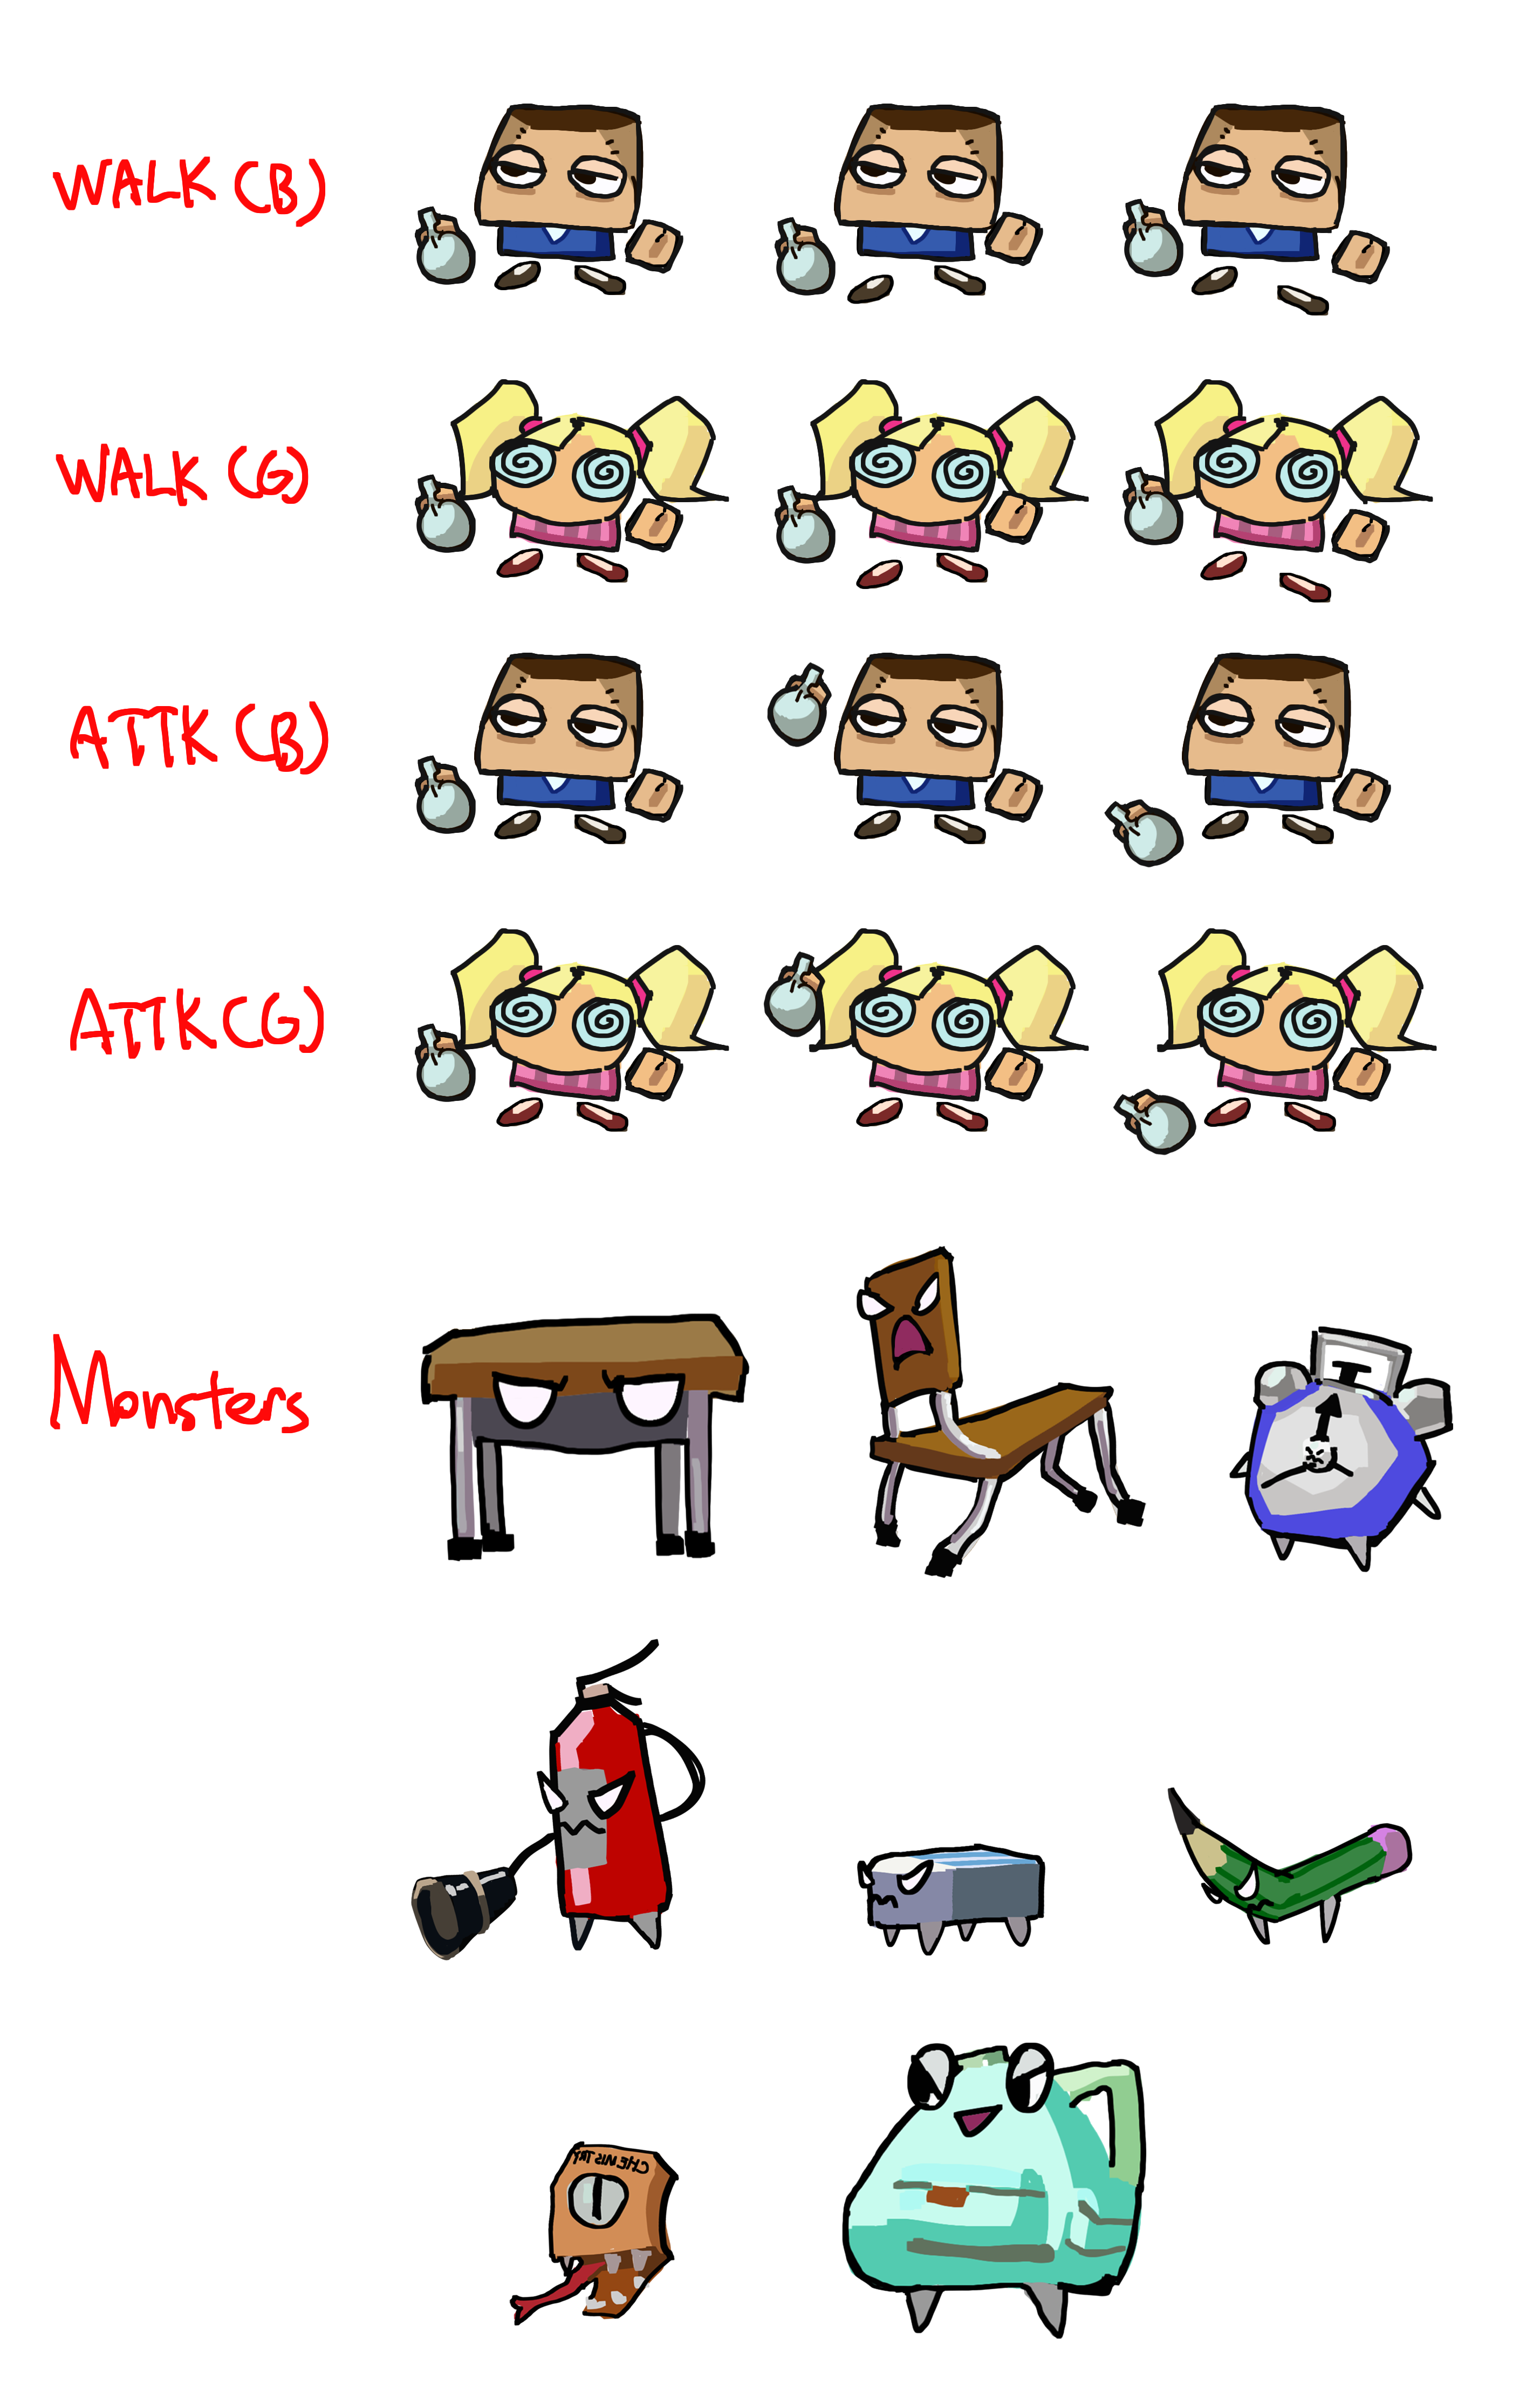 WALK (B)
WALK (G)
ATTK (B)
ATTK (G)
Monsters
CHEMISTRY